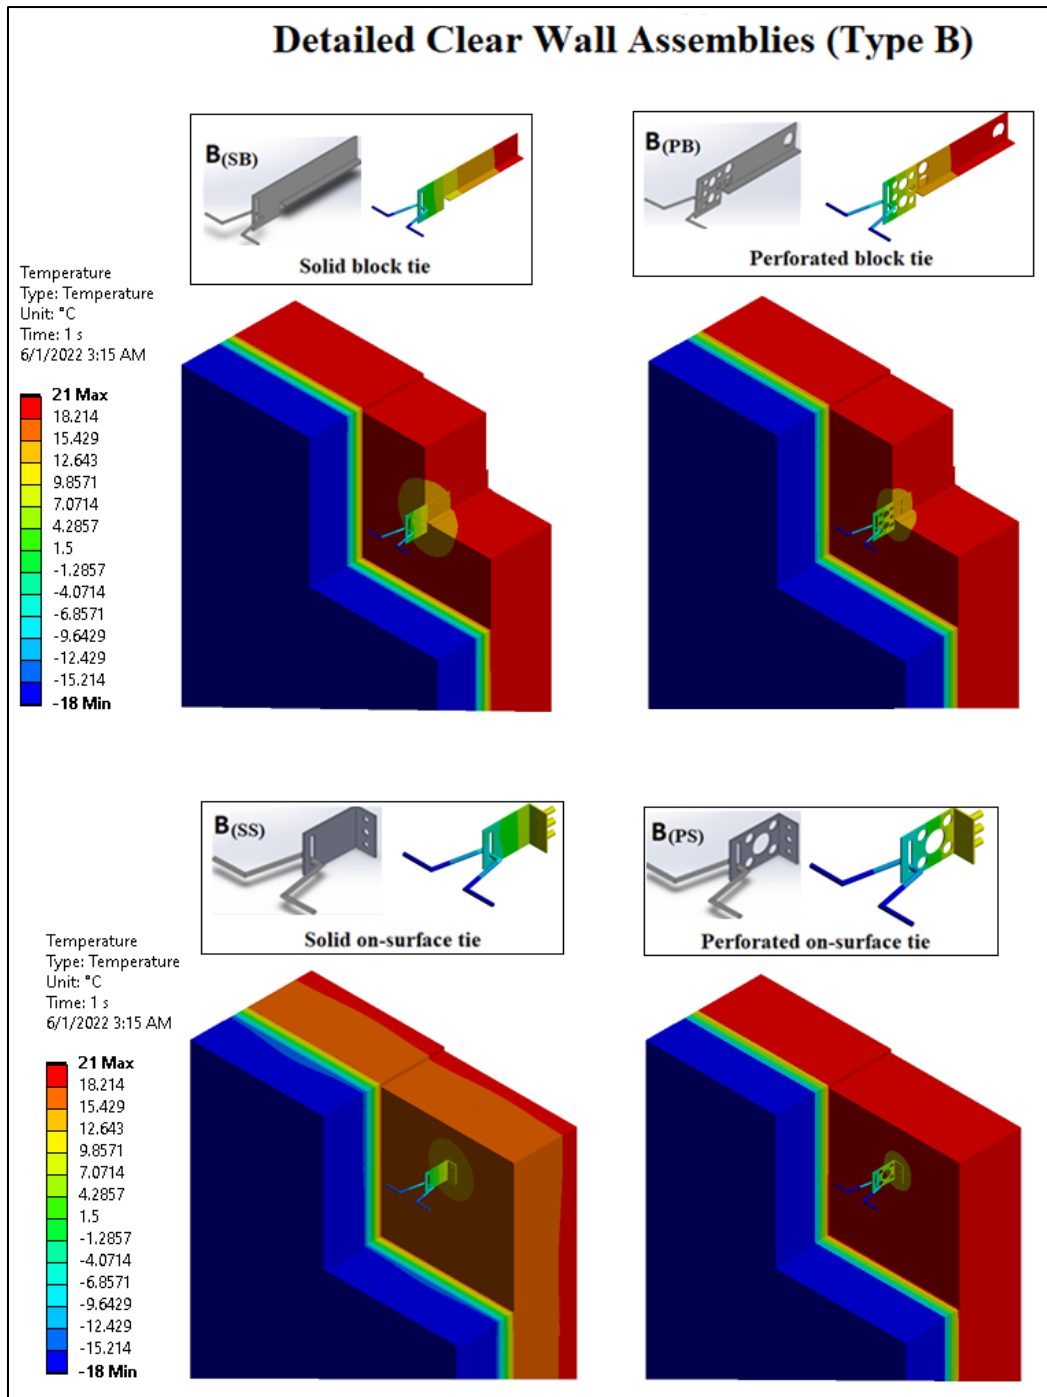 Detailed Clear Wall Assemblies (Type B)
B(SB)
Solid block tie
B(PB)
Perforated block tie
Temperature
Type: Temperature
Unit: °C
Time: 1 s
6/1/2022 3:15 AM
21 Max
18.214
15.429
12.643
9.8571
7.0714
4.2857
1.5
-1.2857
-4.0714
-6.8571
-9.6429
-12.429
-15.214
-18 Min
B(SS)
Solid on-surface tie
B(PS)
Perforated on-surface tie
Temperature
Type: Temperature
Unit: °C
Time: 1 s
6/1/2022 3:15 AM
21 Max
18.214
15.429
12.643
9.8571
7.0714
4.2857
1.5
-1.2857
-4.0714
-6.8571
-9.6429
-12.429
-15.214
-18 Min